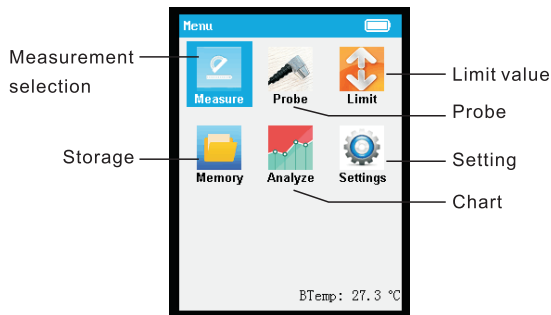 Menu
Measurement
selection
Measure
Probe
Limit
Limit value
Probe
Storage
Memory
Analyze
Settings
Setting
Chart
BTemp: 27.3 °C